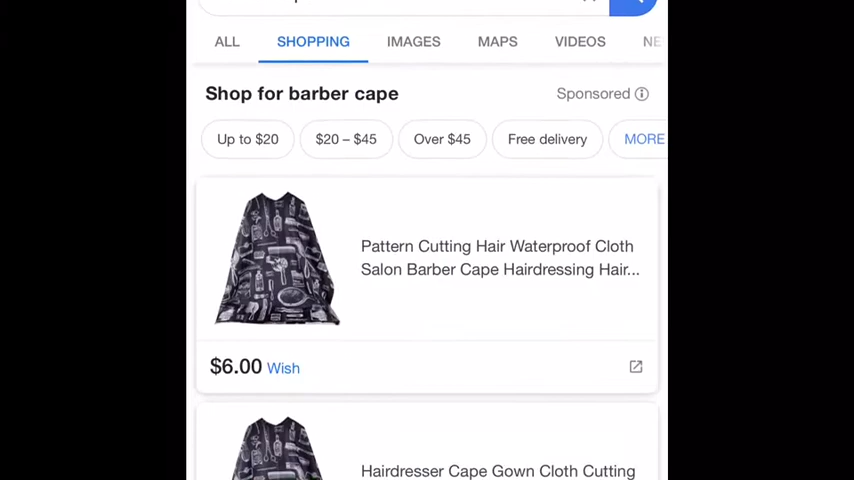 ALL SHOPPING IMAGES MAPS VIDEOS NE
Shop for barber cape Sponsored
Up to $20 $20 – $45 Over $45 Free delivery MORE
Pattern Cutting Hair Waterproof Cloth
Salon Barber Cape Hairdressing Hair...
$6.00 Wish
Hairdresser Cape Gown Cloth Cutting